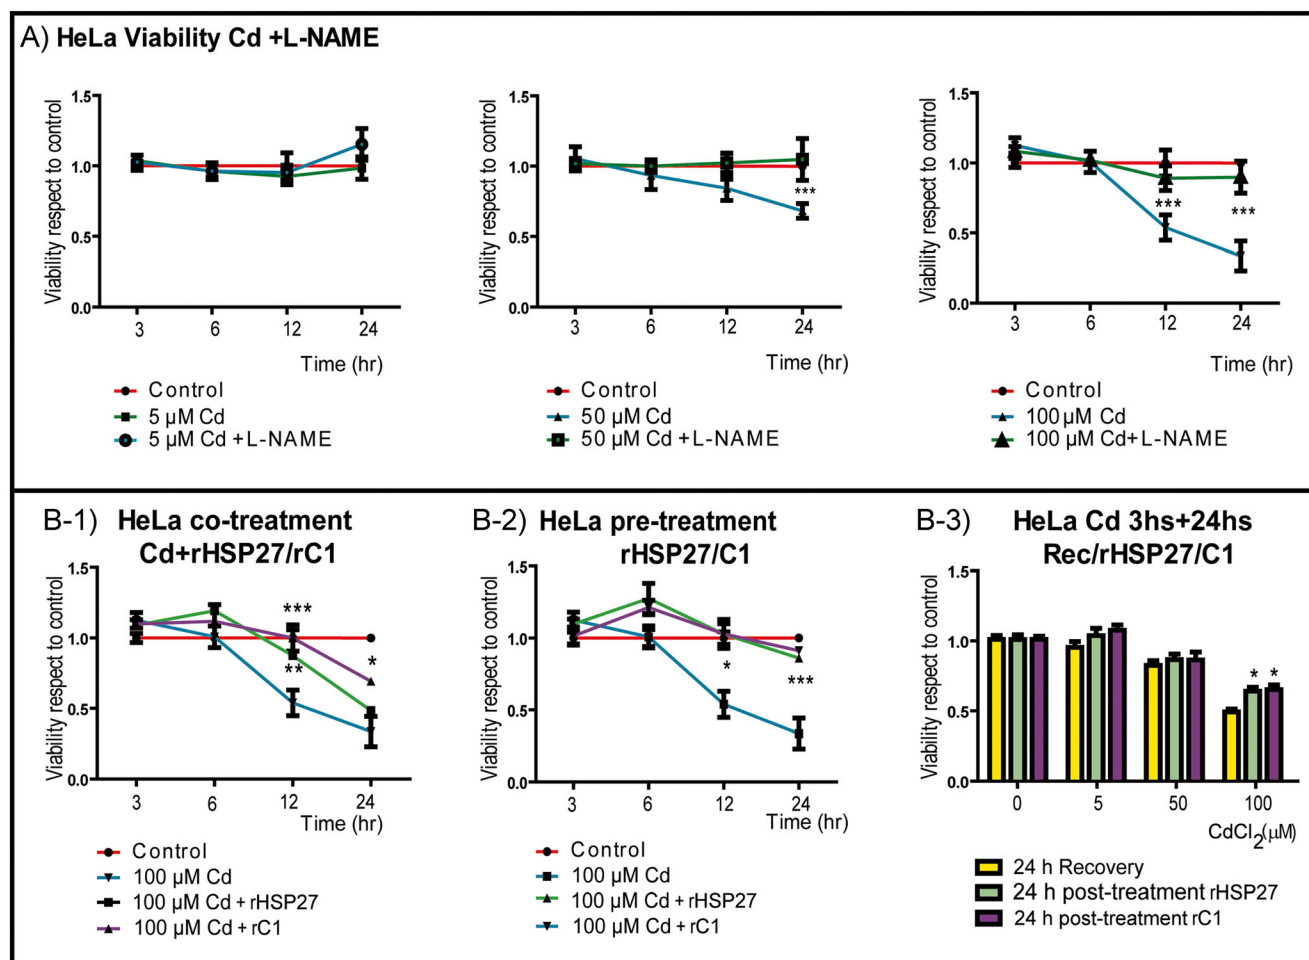 A) HeLa Viability Cd +L-NAME
Viability respect to control
1.5
1.0
0.5
0.0
3 6 12 24
Time (hr)
Control
5 µM Cd
5 µM Cd +L-NAME
Viability respect to control
1.5
1.0
0.5
0.0
***
3 6 12 24
Time (hr)
Control
50 µM Cd
50 µM Cd +L-NAME
Viability respect to control
1.5
1.0
0.5
0.0
***
***
3 6 12 24
Time (hr)
Control
100 µM Cd
100 µM Cd+ L-NAME
B-1) HeLa co-treatment
Cd+rHSP27/rC1
Viability respect to control
1.5
1.0
0.5
0.0
***
**
*
3 6 12 24
Time (hr)
Control
100 µM Cd
100 µM Cd + rHSP27
100 µM Cd + rC1
B-2) HeLa pre-treatment
rHSP27/C1
Viability respect to control
1.5
1.0
0.5
0.0
*
***
3 6 12 24
Time (hr)
Control
100 µM Cd
100 µM Cd + rHSP27
100 µM Cd + rC1
B-3) HeLa Cd 3hs+24hs
Rec/rHSP27/C1
Viability respect to control
1.5
1.0
0.5
0.0
* *
0 5 50 100
CdCl2(µM)
24 h Recovery
24 h post-treatment rHSP27
24 h post-treatment rC1